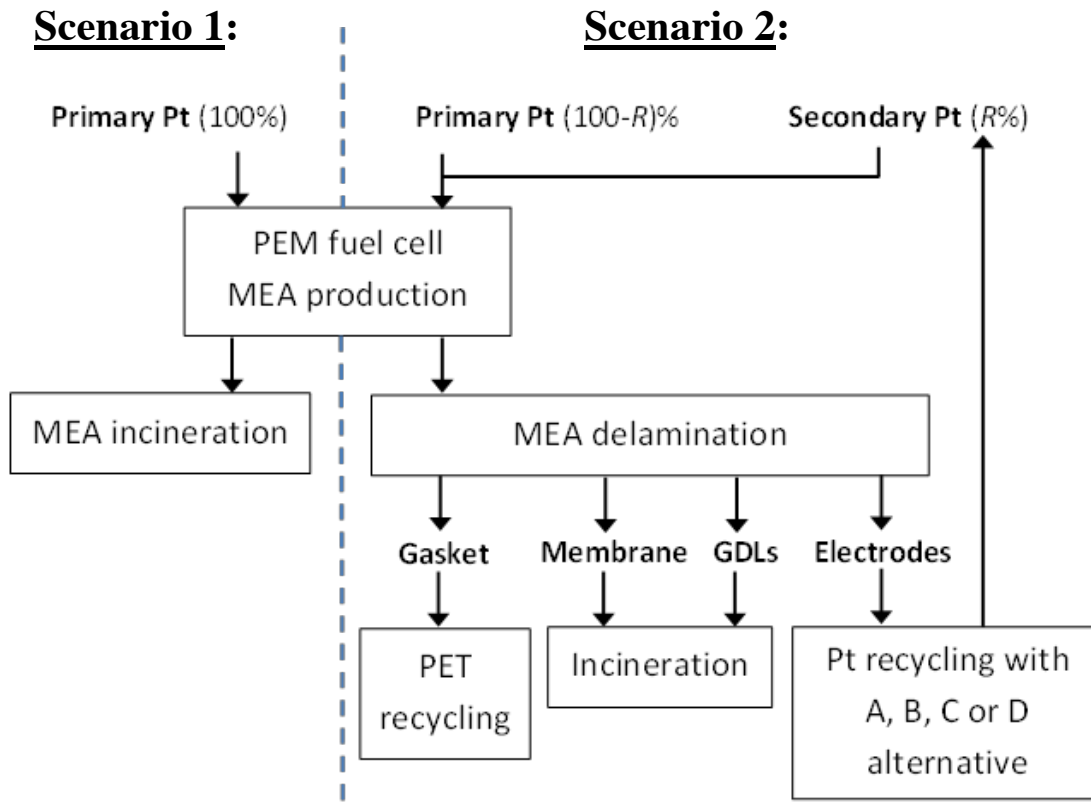 Scenario 1:
Scenario 2:
Primary Pt (100%)
Primary Pt (100-R)%
Secondary Pt (R%)
PEM fuel cell
MEA production
MEA incineration
MEA delamination
Gasket
Membrane
GDLs
Electrodes
PET
recycling
Incineration
Pt recycling with
A, B, C or D
alternative